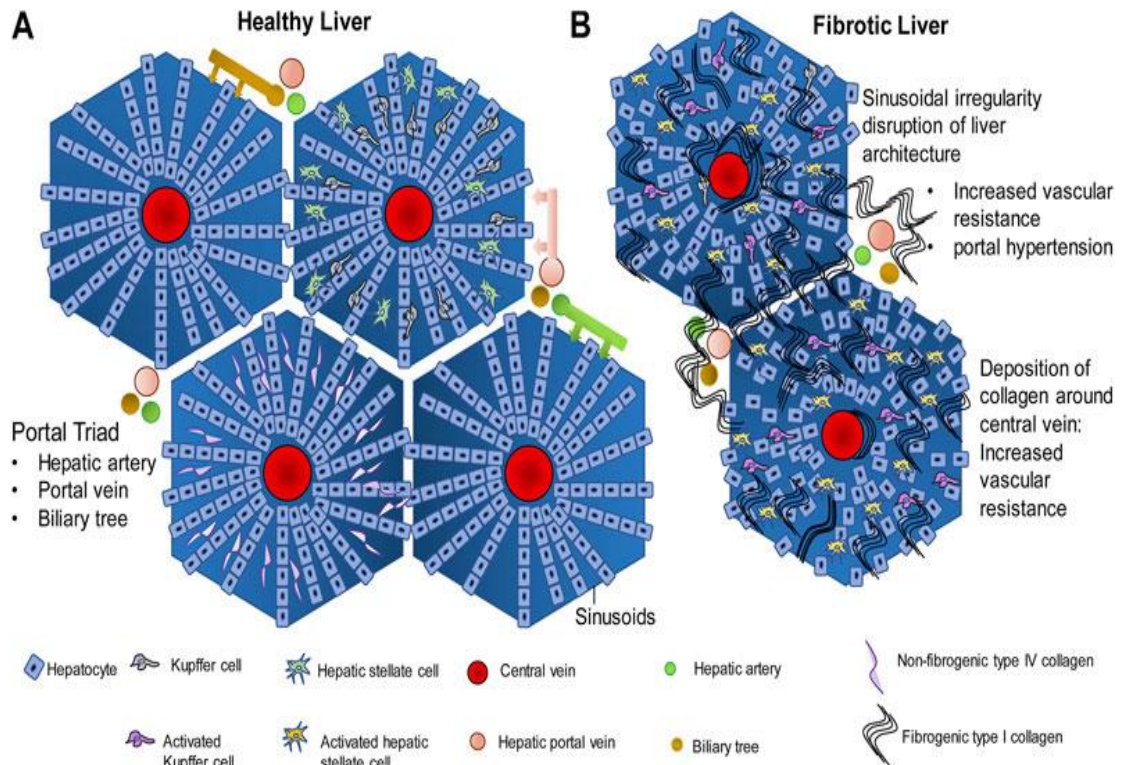 A
Healthy Liver
B
Fibrotic Liver
Sinusoidal irregularity
disruption of liver
architecture
• Increased vascular
resistance
• portal hypertension
Portal Triad
• Hepatic artery
• Portal vein
• Biliary tree
Deposition of
collagen around
central vein:
Increased
vascular
resistance
Sinusoids
Hepatocyte
Kupffer cell
Hepatic stellate cell
Central vein
Hepatic artery
Non-fibrogenic type IV collagen
Activated
Kupffer cell
Activated hepatic
stellate cell
Hepatic portal vein
Biliary tree
Fibrogenic type I collagen